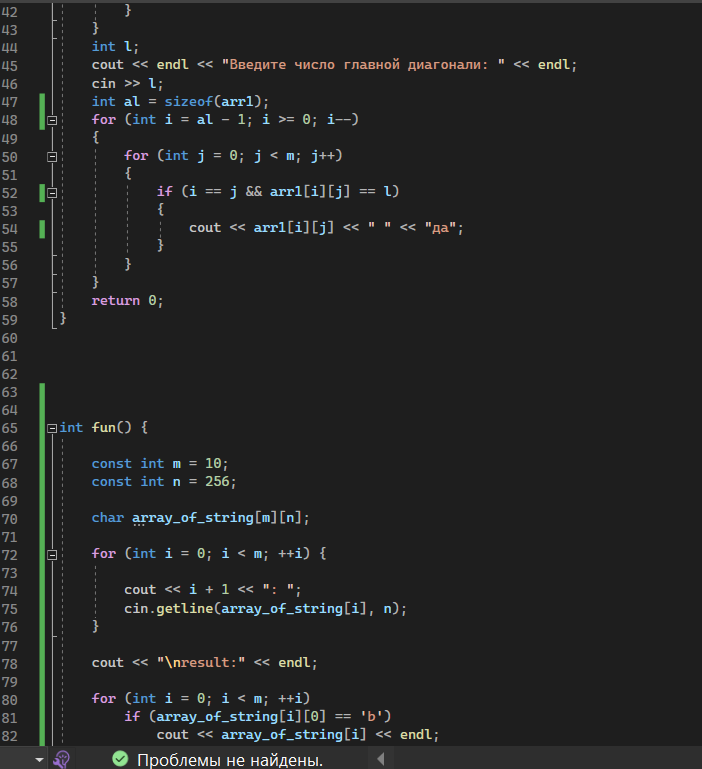 42 }
43 }
44 int l;
45 cout << endl << "Введите число главной диагонали: " << endl;
46 cin >> l;
47 int al = sizeof(arr1);
48 for (int i = al - 1; i >= 0; i--)
49 {
50 for (int j = 0; j < m; j++)
51 {
52 if (i == j && arr1[i][j] == l)
53 {
54 cout << arr1[i][j] << " " << "да";
55 }
56 }
57 }
58 return 0;
59 }
60
61
62
63
64
65 int fun() {
66
67 const int m = 10;
68 const int n = 256;
69
70 char array_of_string[m][n];
71
72 for (int i = 0; i < m; ++i) {
73
74 cout << i + 1 << ": ";
75 cin.getline(array_of_string[i], n);
76 }
77
78 cout << "\nresult:" << endl;
79
80 for (int i = 0; i < m; ++i)
81 if (array_of_string[i][0] == 'b')
82 cout << array_of_string[i] << endl;
Проблемы не найдены.